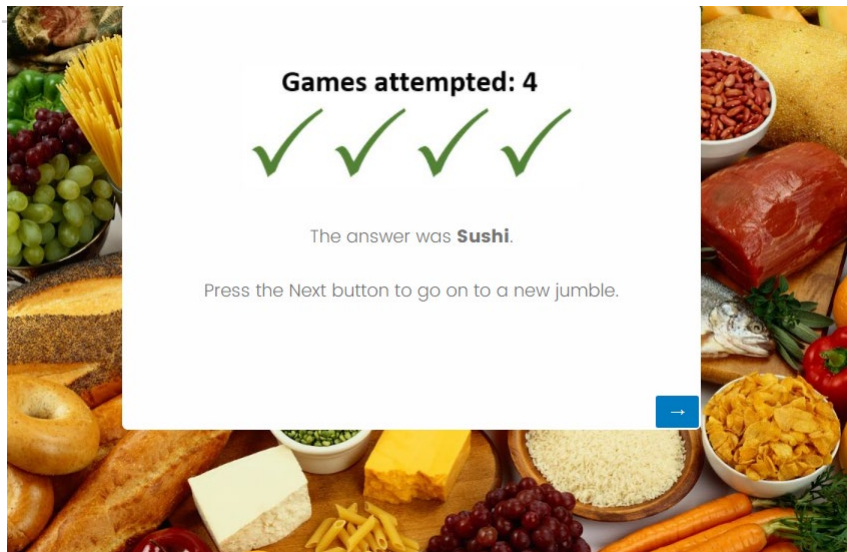 Games attempted: 4
The answer was Sushi.
Press the Next button to go on to a new jumble.